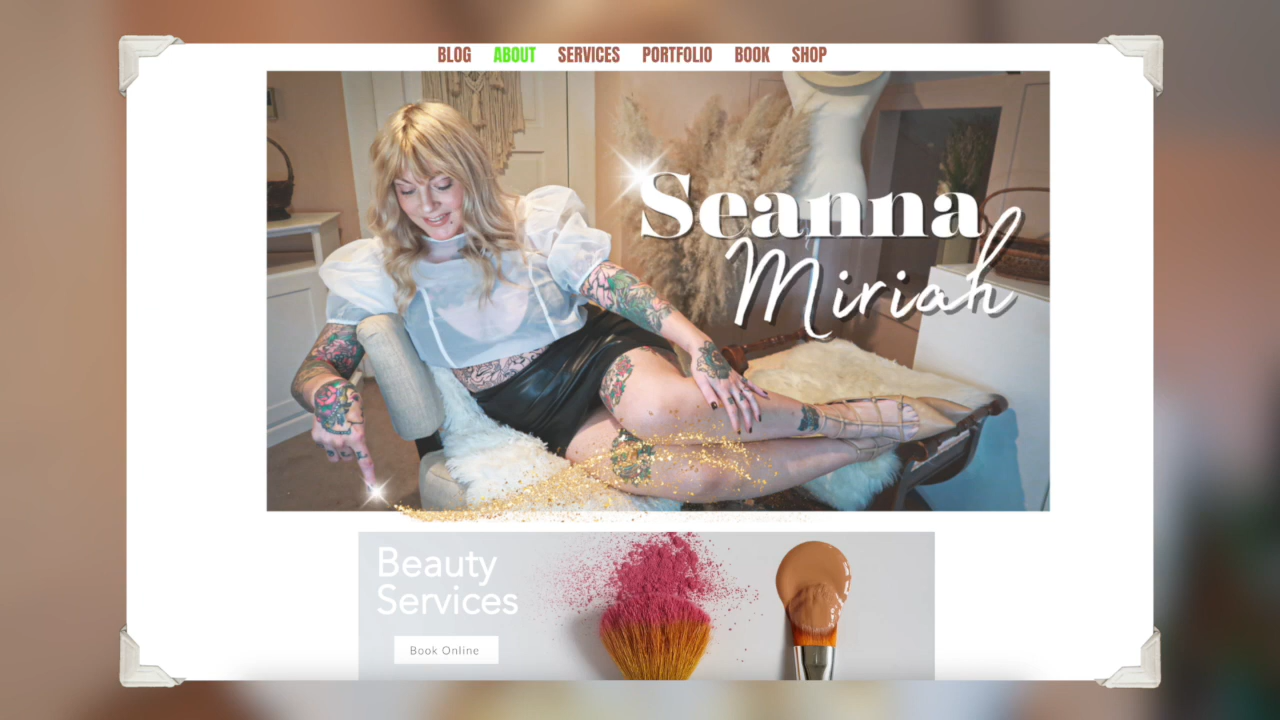 BLOG ABOUT SERVICES PORTFOLIO BOOK SHOP
Seanna
Miriah
Beauty
Services
Book Online